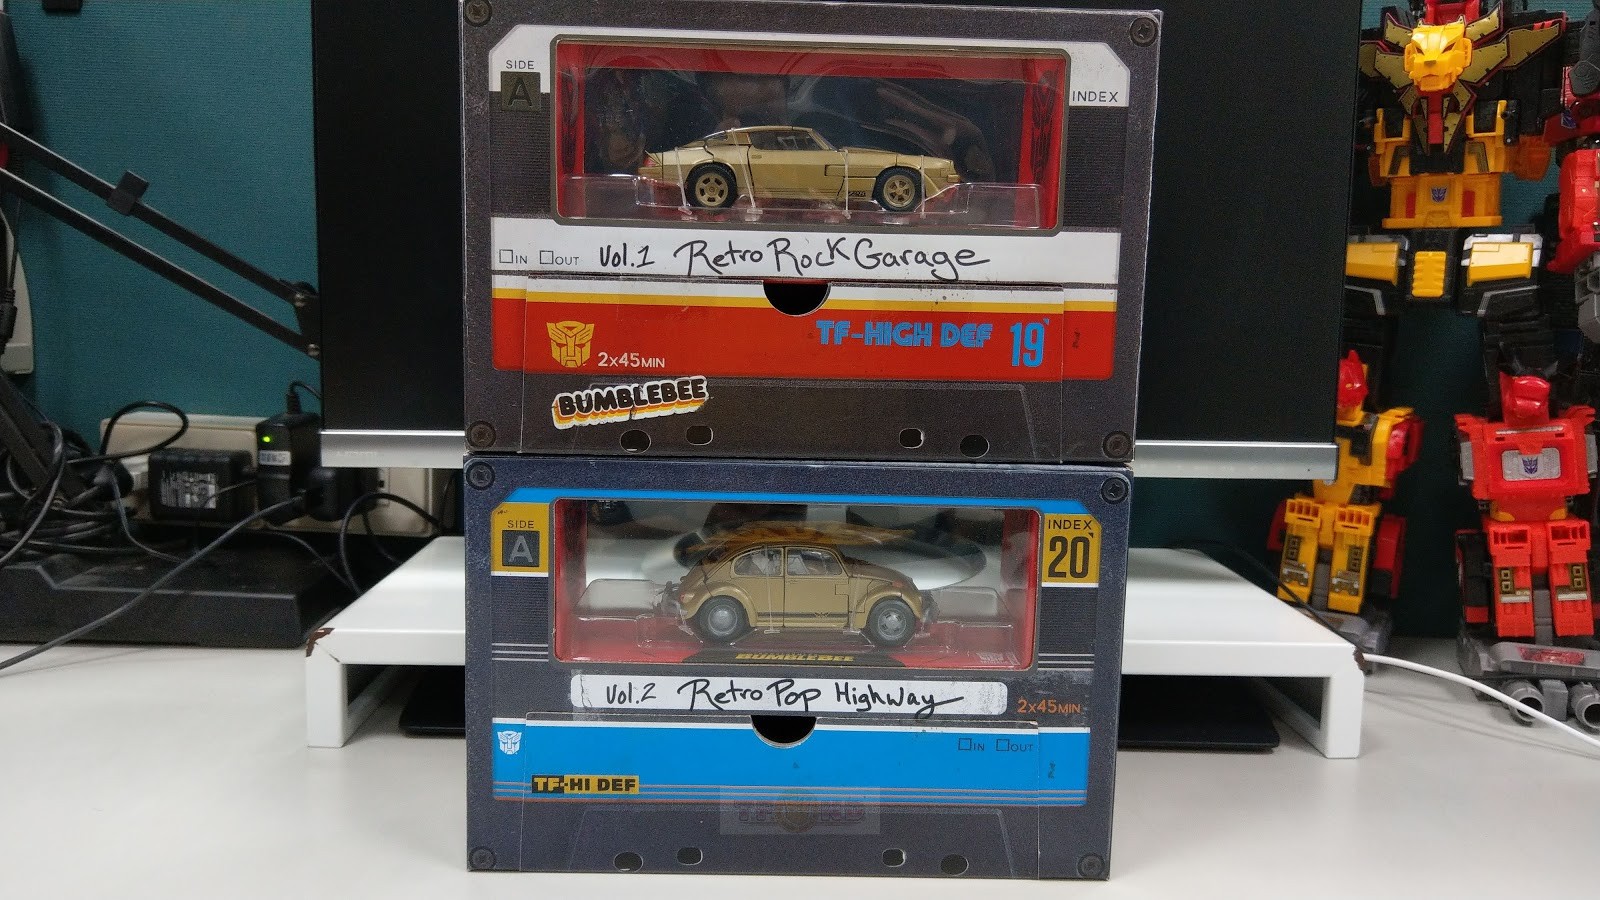 SIDE
A
INDEX
IN OUT Vol.1 Retro Rock Garage
TF-HIGH DEF 19'
2x45MIN
BUMBLEBEE
SIDE
A
INDEX
20'
BUMBLEBEE
Vol.2 Retro Pop Highway
2x45MIN
IN OUT
TF-HI DEF